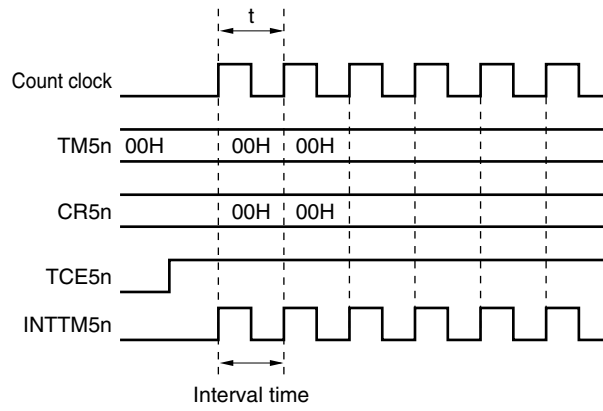 t
Count clock
TM5n 00H 00H 00H
CR5n 00H 00H
TCE5n
INTTM5n
Interval time